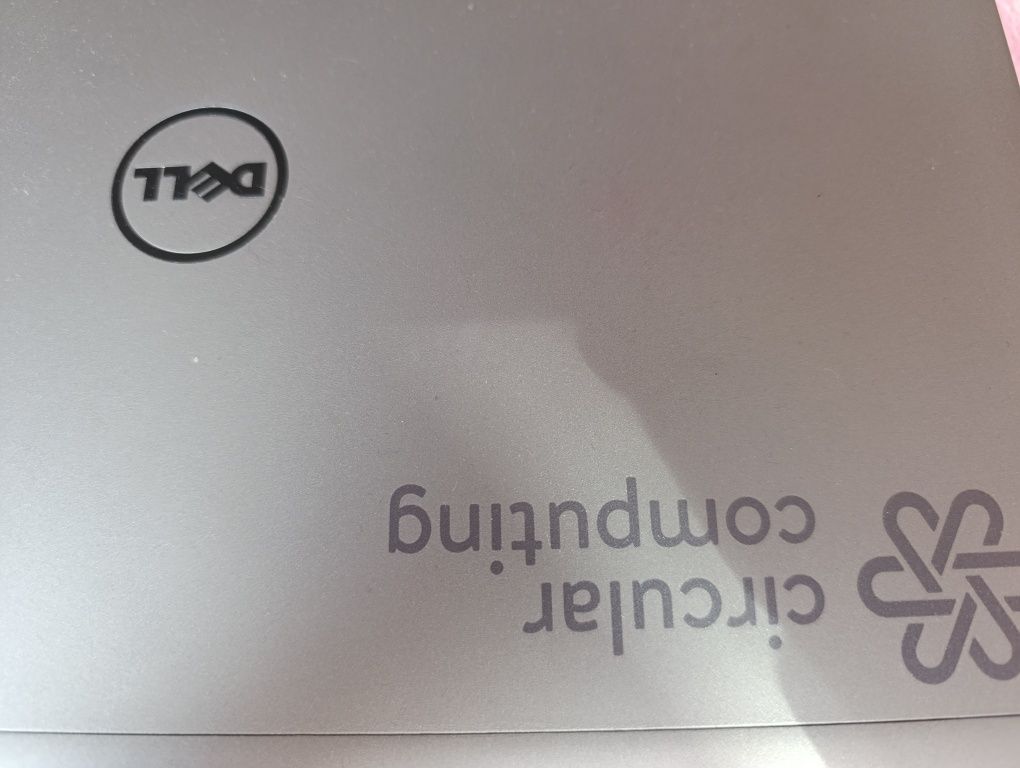 circular
computing
DELL